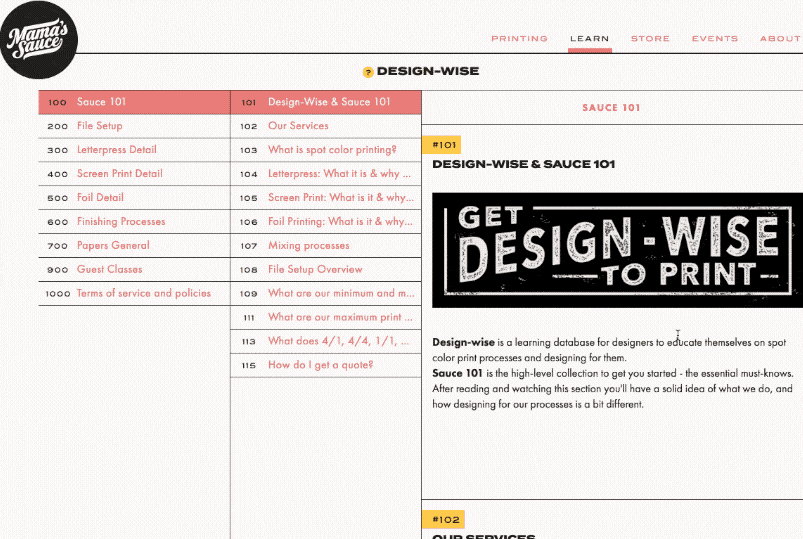 Mama's
Sauce
PRINTING
LEARN
STORE
EVENTS
ABOUT
? DESIGN-WISE
100 Sauce 101
200 File Setup
300 Letterpress Detail
400 Screen Print Detail
500 Foil Detail
600 Finishing Processes
700 Papers General
900 Guest Classes
1000 Terms of service and policies
101 Design-Wise & Sauce 101
102 Our Services
103 What is spot color printing?
104 Letterpress: What it is & why ...
105 Screen Print: What is it & why...
106 Foil Printing: What is it & why...
107 Mixing processes
108 File Setup Overview
109 What are our minimum and m...
111 What are our maximum print ...
113 What does 4/1, 4/4, 1/1, ...
115 How do I get a quote?
SAUCE 101
#101
DESIGN-WISE & SAUCE 101
GET
DESIGN-WISE
TO PRINT
Design-wise is a learning database for designers to educate themselves on spot
color print processes and designing for them.
Sauce 101 is the high-level collection to get you started - the essential must-knows.
After reading and watching this section you'll have a solid idea of what we do, and
how designing for our processes is a bit different.
#102
OUR SERVICES